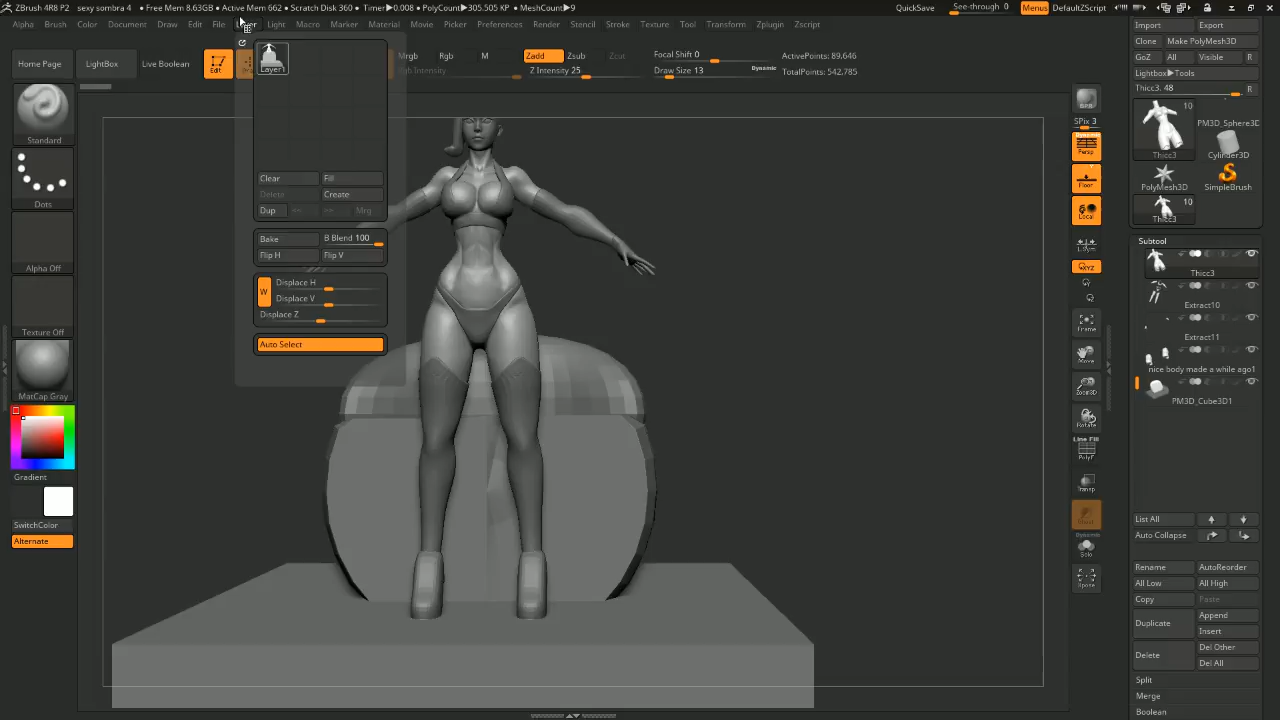 ZBrush 4R8 P2 sexy sombra 4 • Free Mem 8.63GB • Active Mem 662 • Scratch Disk 360 • Timer▶0.008 • PolyCount▶305.505 KP • MeshCount▶9 QuickSave See-through 0 Menus DefaultZScript
Alpha Brush Color Document Draw Edit File Layer Light Macro Marker Material Movie Picker Preferences Render Stencil Stroke Texture Tool Transform Zplugin Zscript
Home Page LightBox Live Boolean Edit
Mrgb Rgb M Zadd Zsub Zcut Focal Shift 0 ActivePoints: 89,646
Rgb Intensity Z Intensity 25 Draw Size 13 Dynamic TotalPoints: 542,785
Layer1
Clear Fill
Delete Create
Dup << >> Mrg
Bake B Blend 100
Flip H Flip V
W Displace H
Displace V
Displace Z
Auto Select
Standard
Dots
Alpha Off
Texture Off
MatCap Gray
Gradient
SwitchColor
Alternate
BPR
SPix 3
Dynamic
Persp
Floor
Local
L.Sym
XYZ
Frame
Move
Zoom3D
Rotate
Line Fill
PolyF
Transp
Ghost
Dynamic
Solo
Xpose
Import Export
Clone Make PolyMesh3D
GoZ All Visible R
Lightbox▶Tools
Thicc3. 48 R
10
PM3D_Sphere3D
Thicc3 Cylinder3D
PolyMesh3D SimpleBrush
10
Thicc3
Subtool
Thicc3
Extract10
Extract11
nice body made a while ago1
PM3D_Cube3D1
List All
Auto Collapse
Rename AutoReorder
All Low All High
Copy Paste
Duplicate Append
Insert
Delete Del Other
Del All
Split
Merge
Boolean